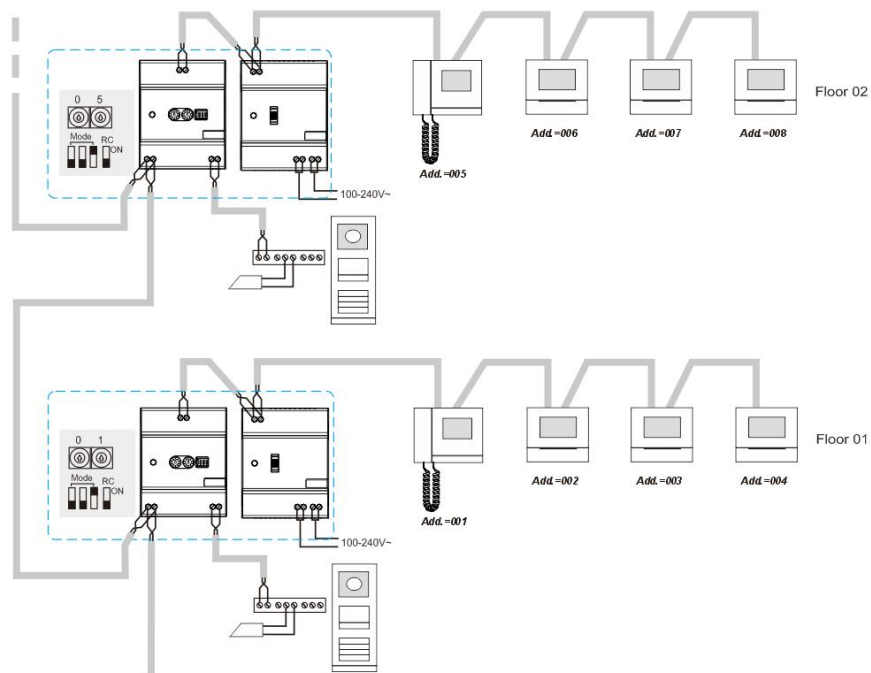 0 5
Mode RC
ON
100-240V~
Add.=005
Add.=006
Add.=007
Add.=008
Floor 02
0 1
Mode RC
ON
100-240V~
Add.=001
Add.=002
Add.=003
Add.=004
Floor 01